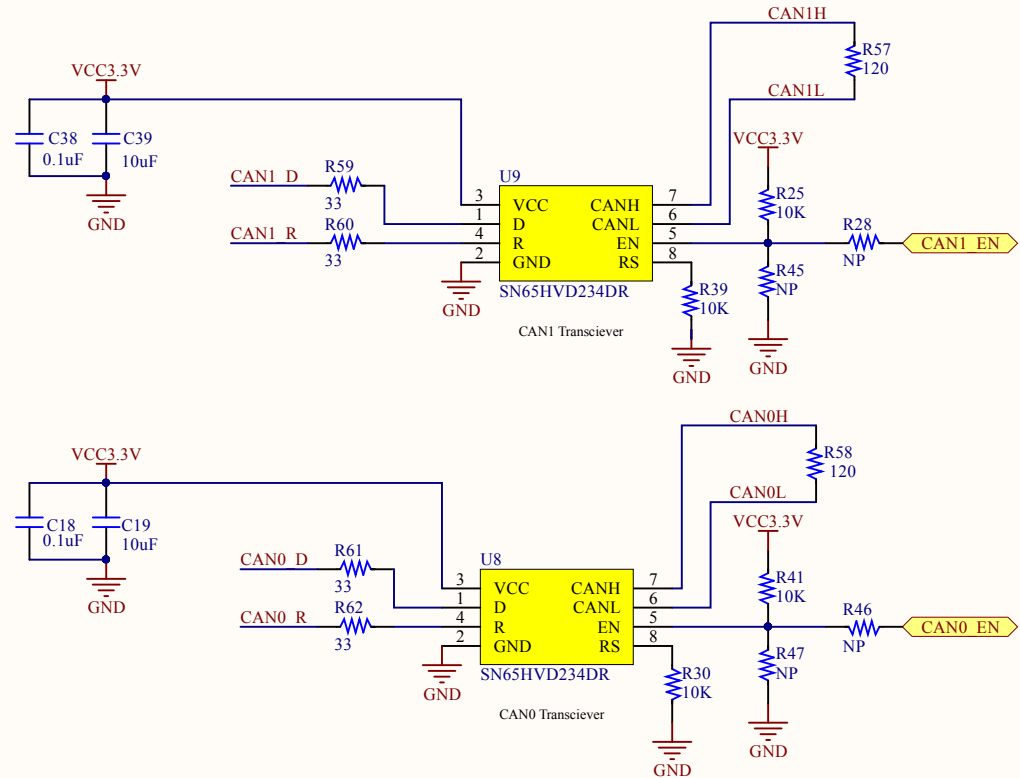 CAN1H
R57
120
VCC3.3V
CAN1L
C38
0.1uF
C39
10uF
GND
VCC3.3V
CAN1_D
R59
33
CAN1_R
R60
33
U9
3 VCC CANH 7
1 D CANL 6
4 R EN 5
2 GND RS 8
SN65HVD234DR
GND
R25
10K
R28
NP
CAN1_EN
R45
NP
R39
10K
CAN1 Transciever
GND
GND
CAN0H
R58
120
VCC3.3V
CAN0L
C18
0.1uF
C19
10uF
GND
VCC3.3V
CAN0_D
R61
33
CAN0_R
R62
33
U8
3 VCC CANH 7
1 D CANL 6
4 R EN 5
2 GND RS 8
SN65HVD234DR
GND
R41
10K
R46
NP
CAN0_EN
R47
NP
R30
10K
CAN0 Transciever
GND
GND